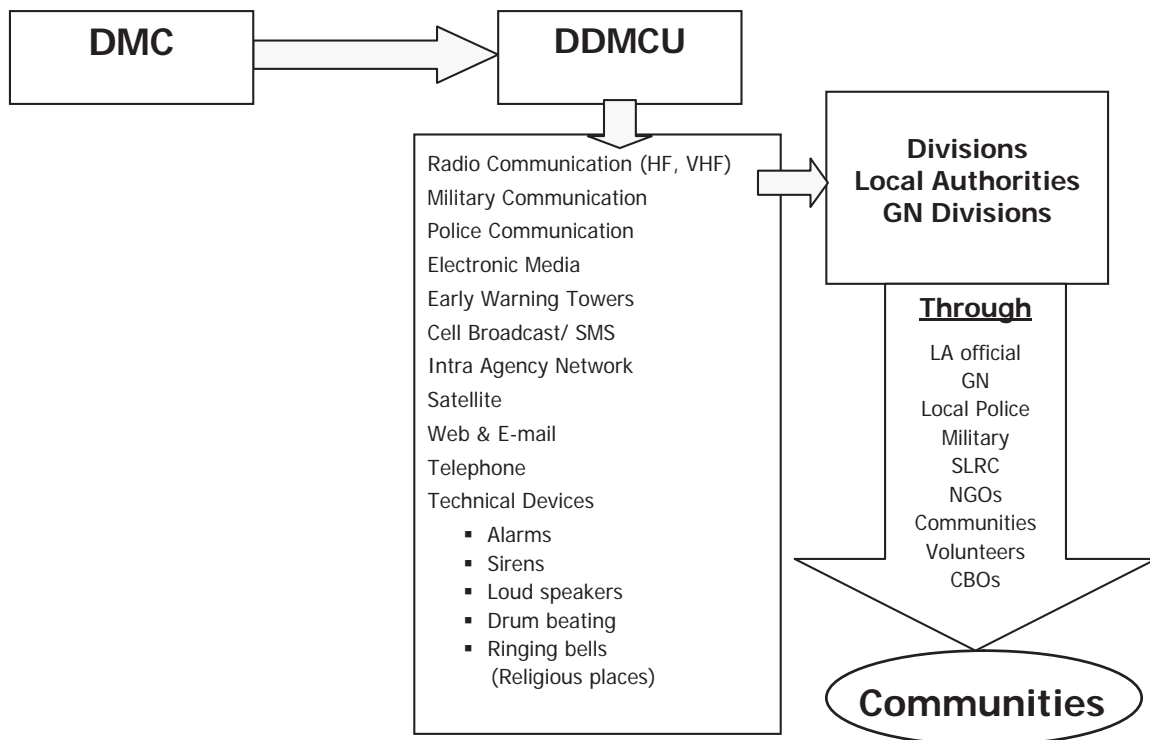 DMC
DDMCU
Radio Communication (HF, VHF)
Military Communication
Police Communication
Electronic Media
Early Warning Towers
Cell Broadcast/ SMS
Intra Agency Network
Satellite
Web & E-mail
Telephone
Technical Devices
▪ Alarms
▪ Sirens
▪ Loud speakers
▪ Drum beating
▪ Ringing bells
(Religious places)
Divisions
Local Authorities
GN Divisions
Through
LA official
GN
Local Police
Military
SLRC
NGOs
Communities
Volunteers
CBOs
Communities